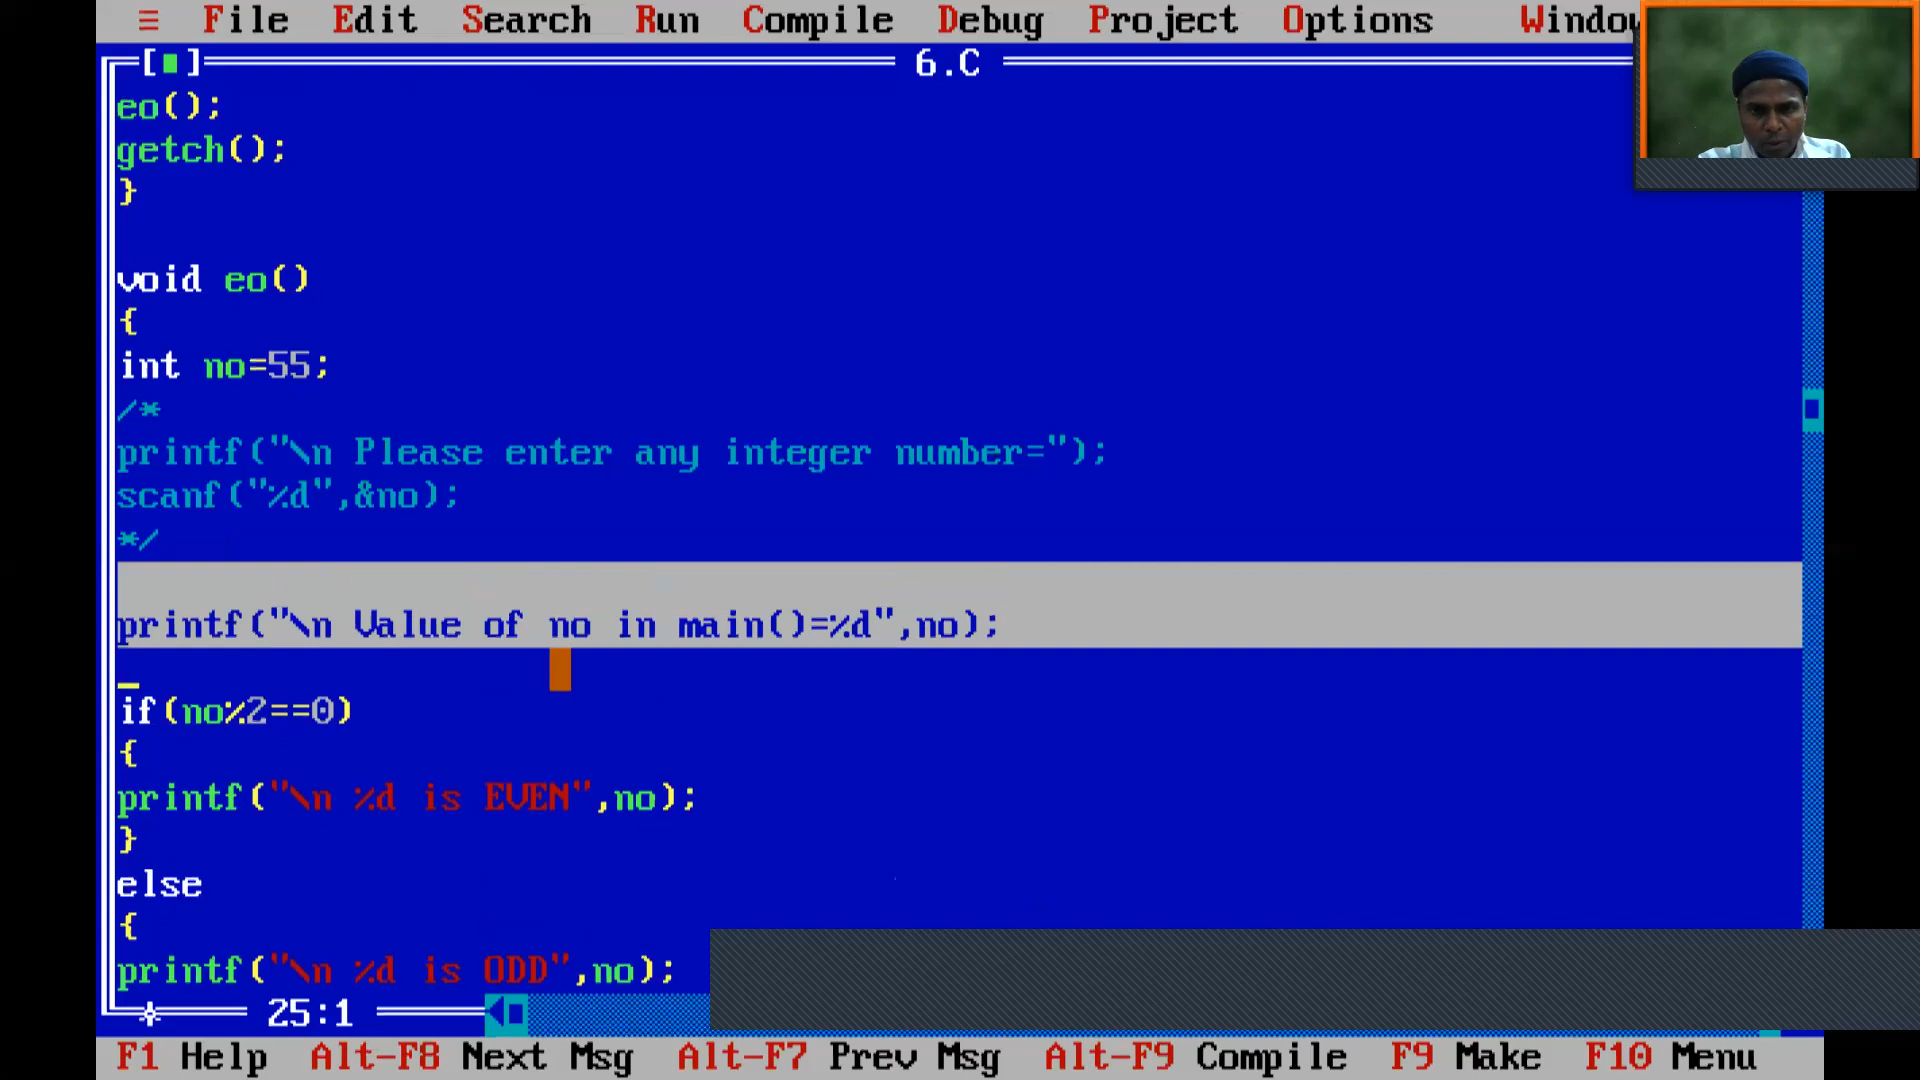 ≡ File Edit Search Run Compile Debug Project Options Window
[■] 6.C
eo();
getch();
}
void eo()
{
int no=55;
/*
printf("\n Please enter any integer number=");
scanf("%d",&no);
*/
printf("\n Value of no in main()=%d",no);
if(no%2==0)
{
printf("\n %d is EVEN",no);
}
else
{
printf("\n %d is ODD",no);
25:1
F1 Help Alt-F8 Next Msg Alt-F7 Prev Msg Alt-F9 Compile F9 Make F10 Menu